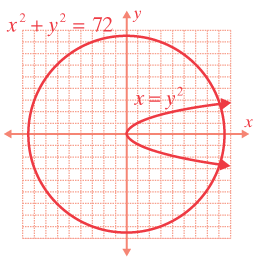 x² + y² = 72
y
x = y²
x